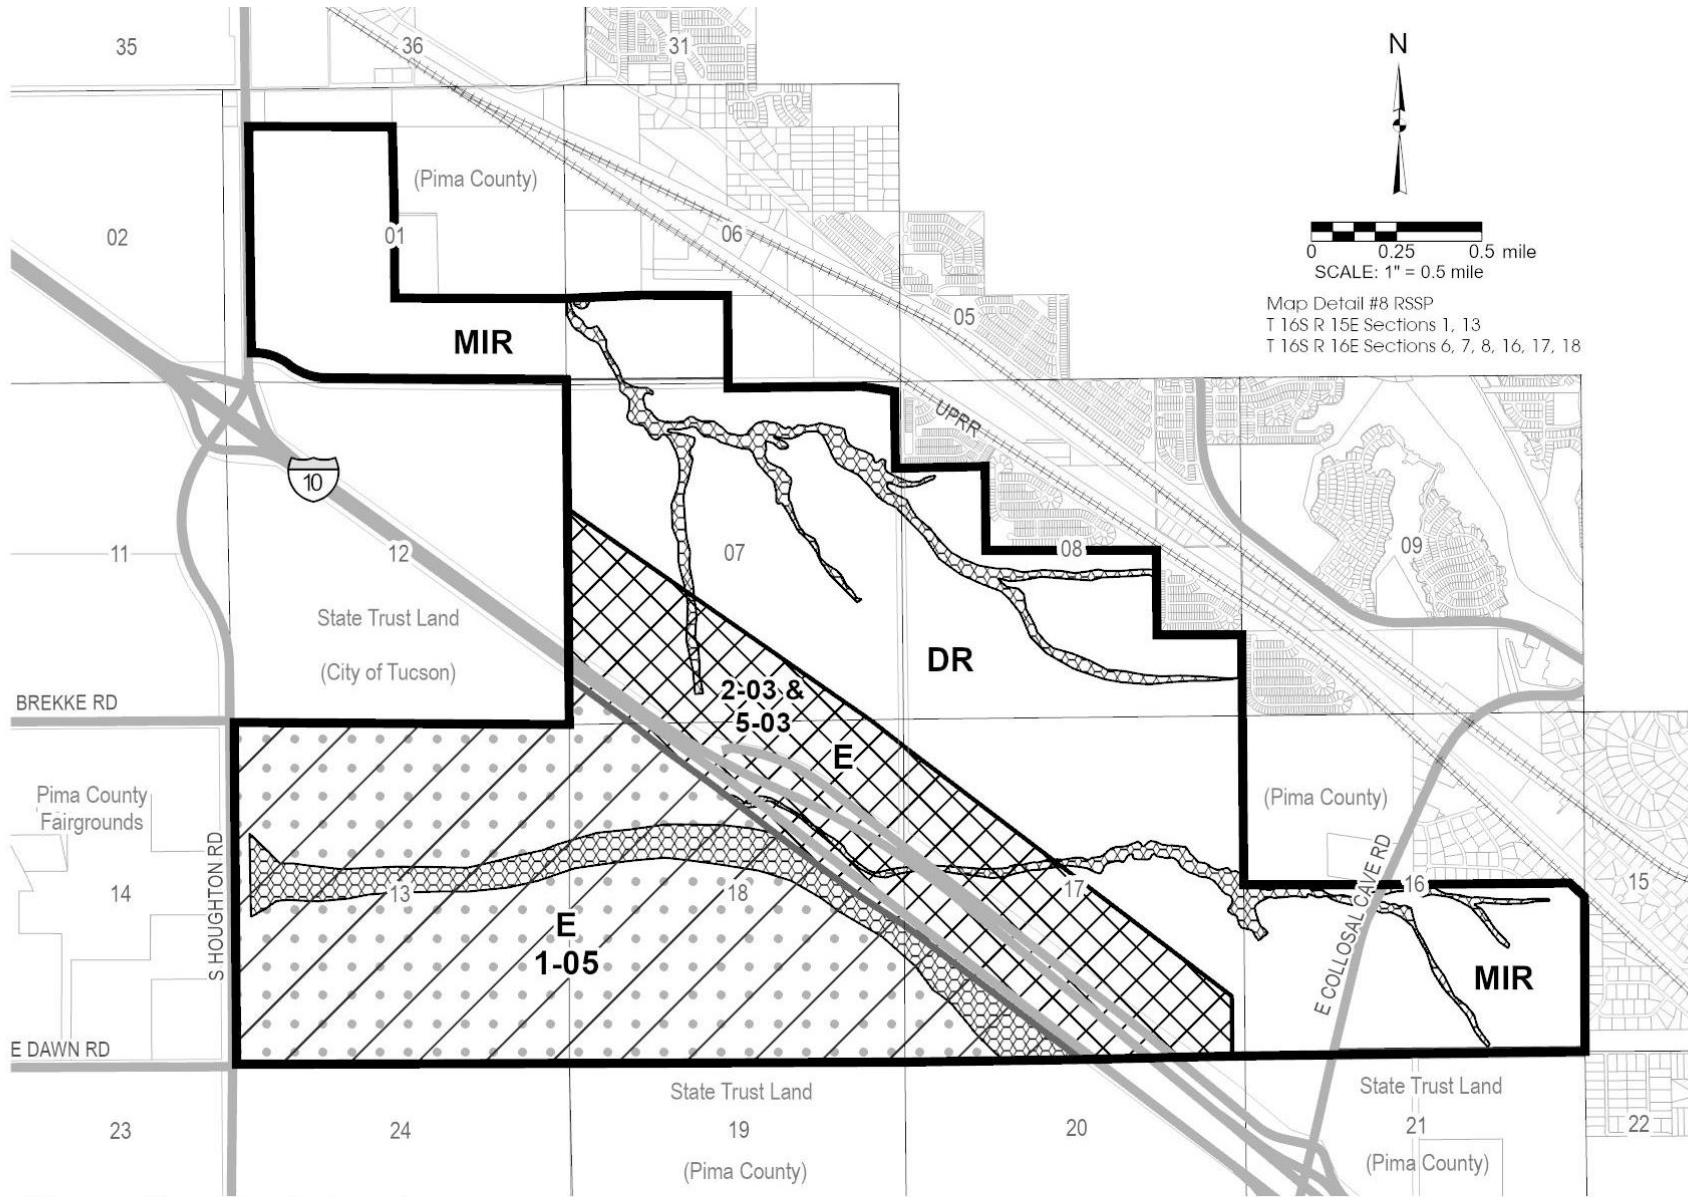 35
36
31
N
(Pima County)
02
01
06
0 0.25 0.5 mile
SCALE: 1" = 0.5 mile
Map Detail #8 RSSP
T 16S R 15E Sections 1, 13
T 16S R 16E Sections 6, 7, 8, 16, 17, 18
05
MIR
UPRR
10
11
12
07
08
09
State Trust Land
(City of Tucson)
DR
BREKKE RD
2-03 &
5-03
E
Pima County
Fairgrounds
(Pima County)
S HOUGHTON RD
E COLLOSAL CAVE RD
14
13
18
17
16
15
E
1-05
MIR
E DAWN RD
State Trust Land
State Trust Land
23
24
19
20
21
22
(Pima County)
(Pima County)